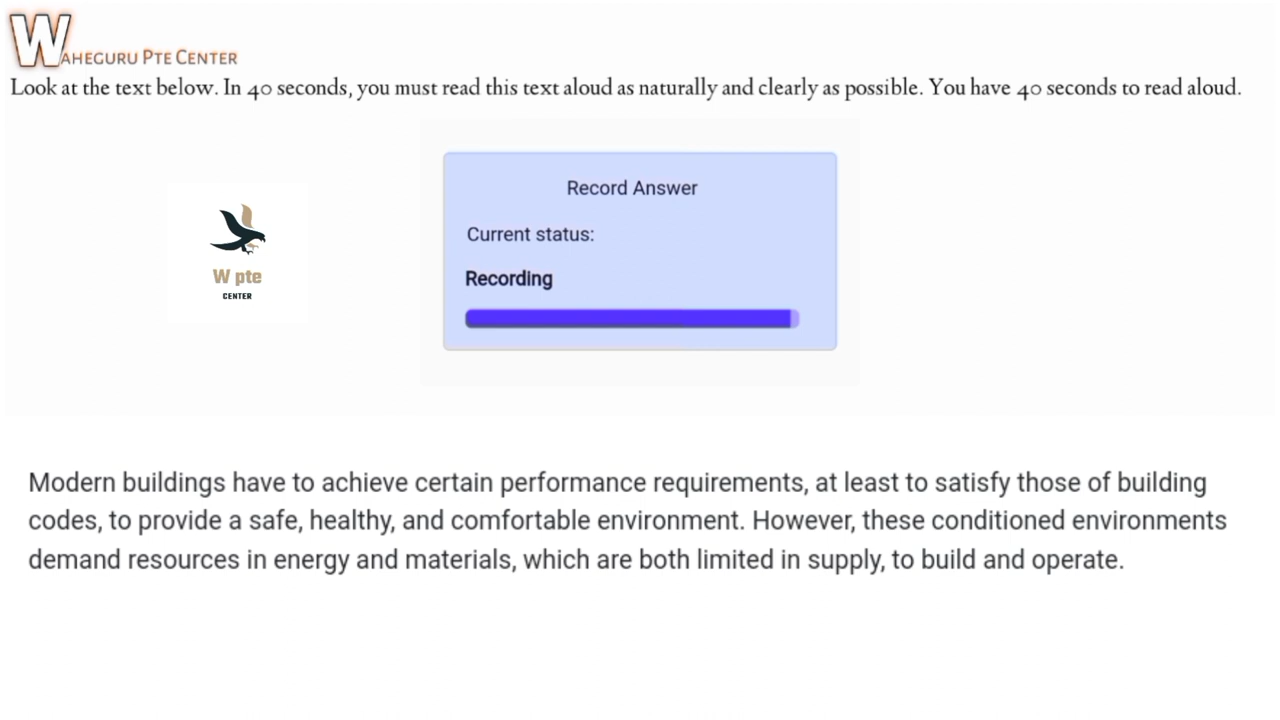 WAHEGURU PTE CENTER
Look at the text below. In 40 seconds, you must read this text aloud as naturally and clearly as possible. You have 40 seconds to read aloud.
Record Answer
Current status:
Recording
W pte
CENTER
Modern buildings have to achieve certain performance requirements, at least to satisfy those of building
codes, to provide a safe, healthy, and comfortable environment. However, these conditioned environments
demand resources in energy and materials, which are both limited in supply, to build and operate.